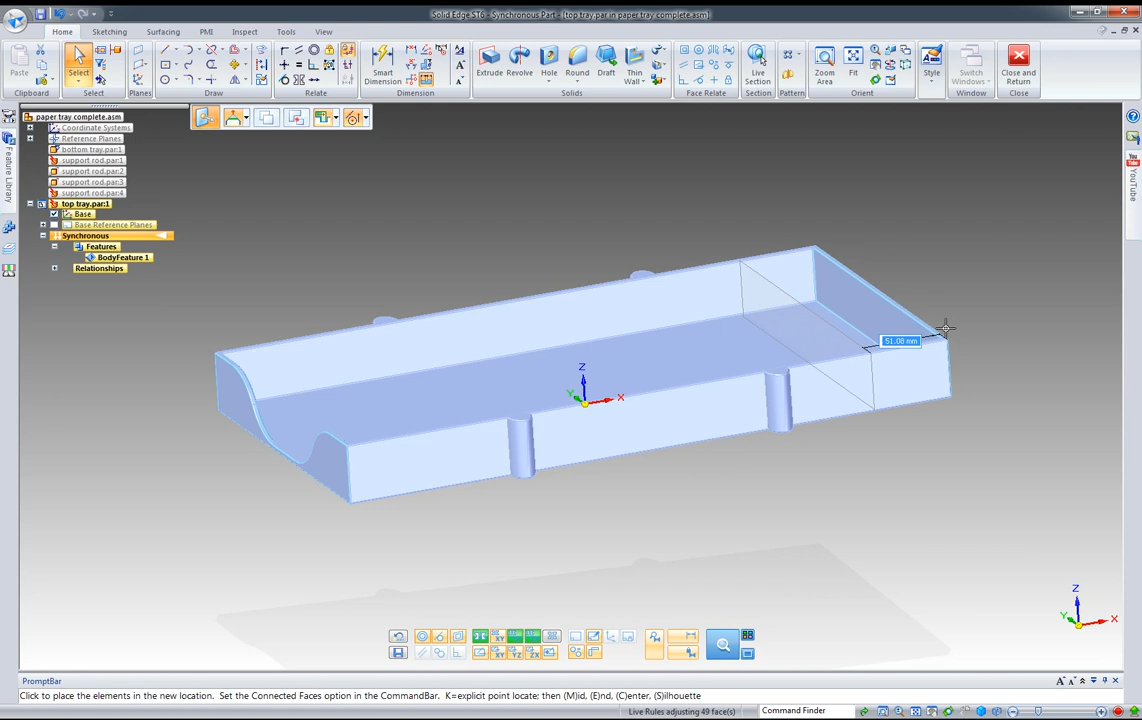 Solid Edge ST6 - Synchronous Part - [top tray.par in paper tray complete.asm]
Home Sketching Surfacing PMI Inspect Tools View
Paste Select Smart Dimension Extrude Revolve Hole Round Draft Thin Wall Live Section Zoom Area Fit Style Switch Windows Close and Return
Clipboard Select Planes Draw Relate Dimension Solids Face Relate Section Pattern Orient Window Close
paper tray complete.asm
Coordinate Systems
Reference Planes
bottom tray.par:1
support rod.par:1
support rod.par:2
support rod.par:3
support rod.par:4
top tray.par:1
Base
Base Reference Planes
Synchronous
Features
BodyFeature 1
Relationships
Feature Library
YouTube
51.08 mm
Z
Y
X
Z
Y
X
PromptBar
Click to place the elements in the new location. Set the Connected Faces option in the CommandBar. K=explicit point locate; then (M)id, (E)nd, (C)enter, (S)ilhouette
Live Rules adjusting 49 face(s) Command Finder